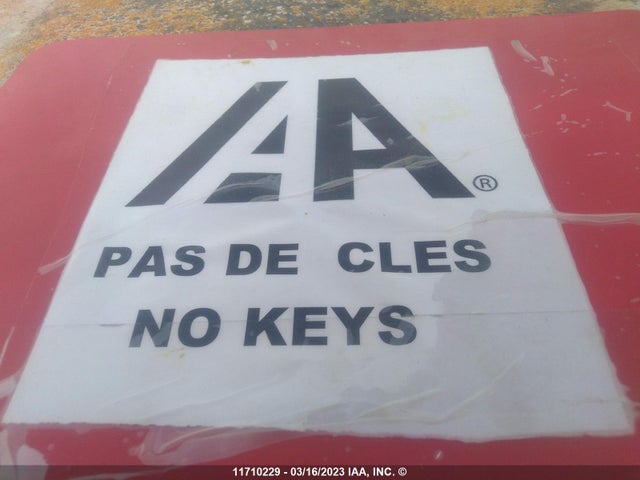 IAA®
PAS DE CLES
NO KEYS
11710229 - 03/16/2023 IAA, INC. ©